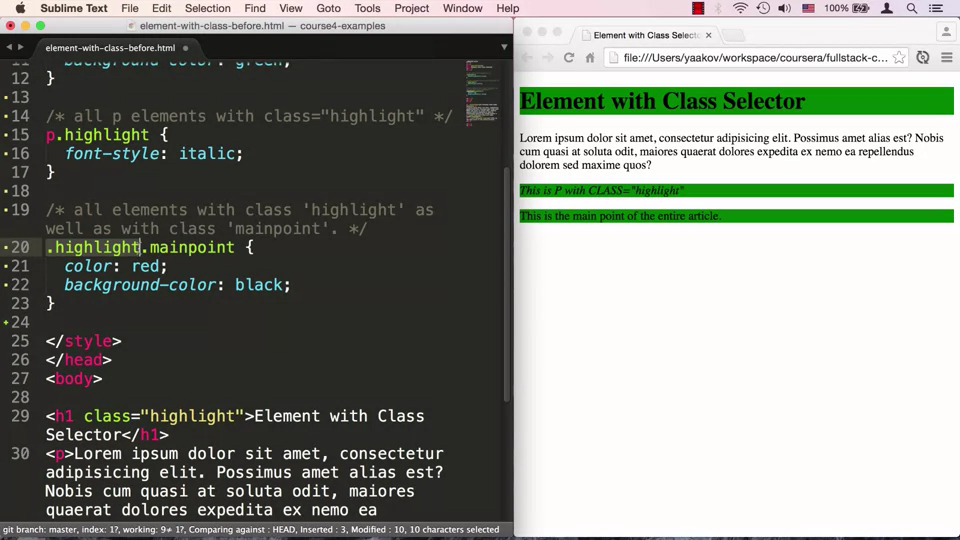 Sublime Text File Edit Selection Find View Goto Tools Project Window Help 100%
element-with-class-before.html — course4-examples
element-with-class-before.html
11 background-color: green;
12 }
13
14 /* all p elements with class="highlight" */
15 p.highlight {
16 font-style: italic;
17 }
18
19 /* all elements with class 'highlight' as
well as with class 'mainpoint'. */
20 .highlight.mainpoint {
21 color: red;
22 background-color: black;
23 }
24
25 </style>
26 </head>
27 <body>
28
29 <h1 class="highlight">Element with Class
Selector</h1>
30 <p>Lorem ipsum dolor sit amet, consectetur
adipisicing elit. Possimus amet alias est?
Nobis cum quasi at soluta odit, maiores
quaerat dolores expedita ex nemo ea
git branch: master, index: 1?, working: 9≠ 1?, Comparing against : HEAD, Inserted : 3, Modified : 10, 10 characters selected
Element with Class Selector
file:///Users/yaakov/workspace/coursera/fullstack-c...
Element with Class Selector
Lorem ipsum dolor sit amet, consectetur adipisicing elit. Possimus amet alias est? Nobis
cum quasi at soluta odit, maiores quaerat dolores expedita ex nemo ea repellendus
dolorem sed maxime quos?
This is P with CLASS="highlight"
This is the main point of the entire article.